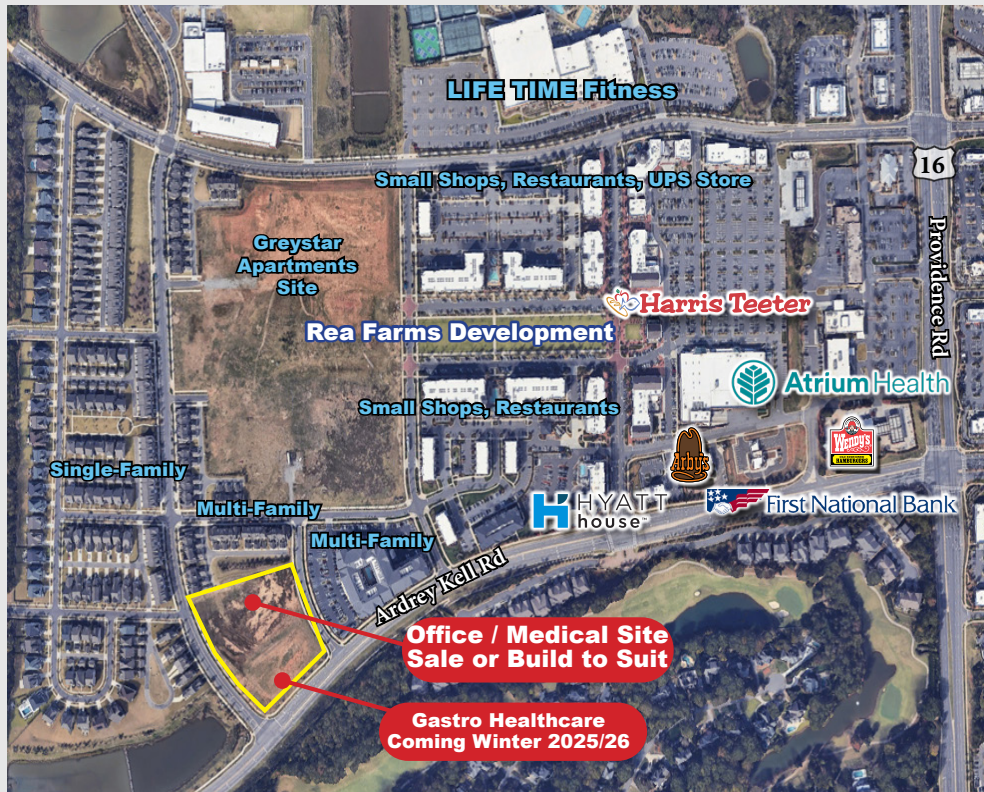 LIFE TIME Fitness
16
Small Shops, Restaurants, UPS Store
Providence Rd
Greystar
Apartments
Site
Harris Teeter
Rea Farms Development
Atrium Health
Small Shops, Restaurants
Arby's
WENDY'S
HAMBURGERS
Single-Family
HYATT
house
First National Bank
Multi-Family
Multi-Family
Ardrey Kell Rd
Office / Medical Site
Sale or Build to Suit
Gastro Healthcare
Coming Winter 2025/26